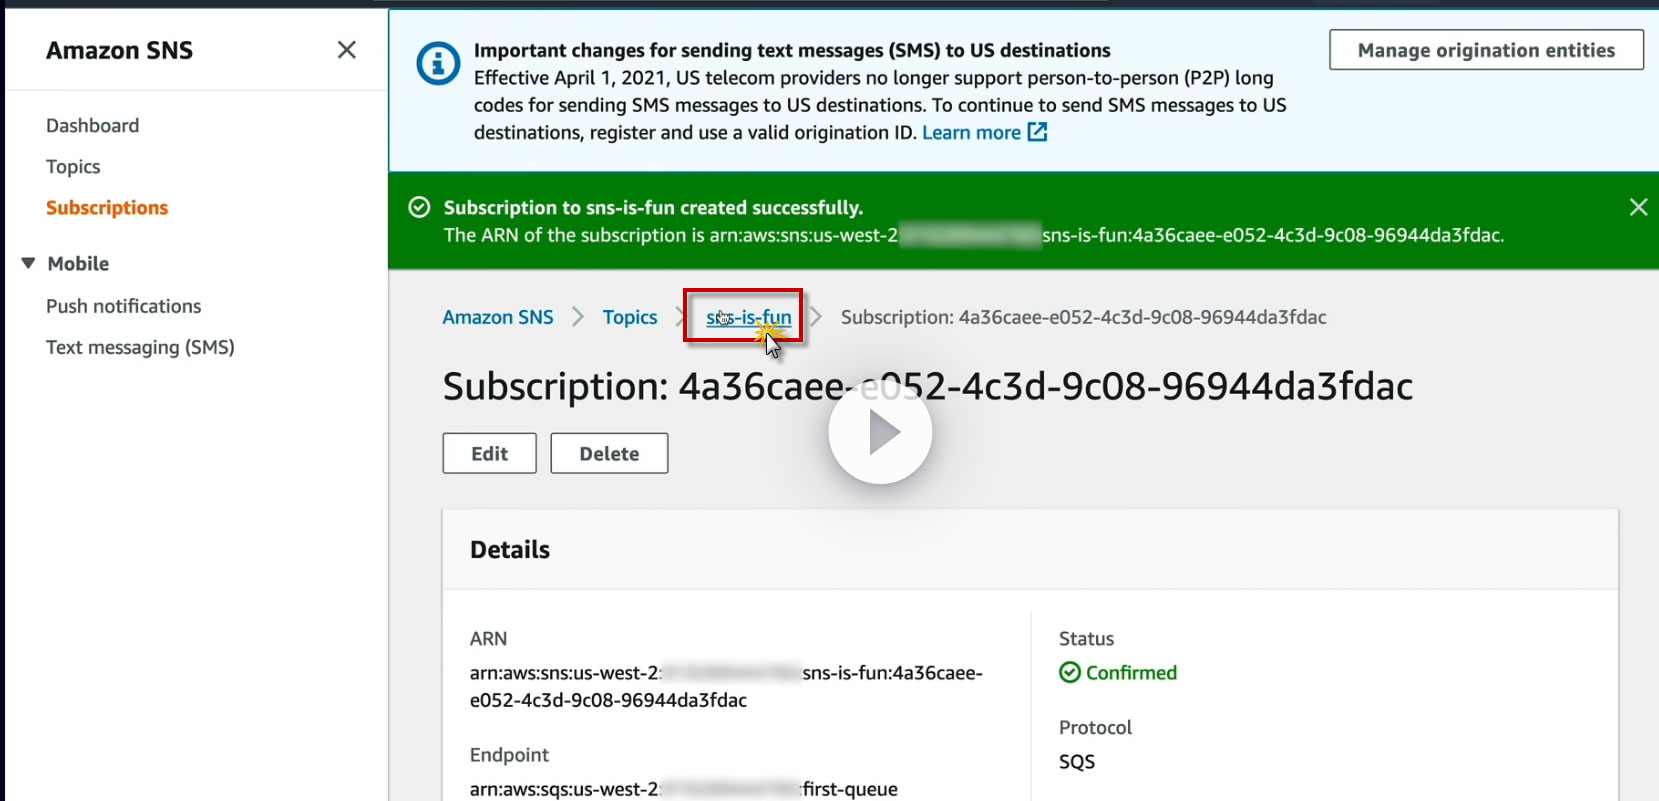 Amazon SNS
Dashboard
Topics
Subscriptions
Mobile
Push notifications
Text messaging (SMS)
Important changes for sending text messages (SMS) to US destinations
Effective April 1, 2021, US telecom providers no longer support person-to-person (P2P) long
codes for sending SMS messages to US destinations. To continue to send SMS messages to US
destinations, register and use a valid origination ID. Learn more
Manage origination entities
Subscription to sns-is-fun created successfully.
The ARN of the subscription is arn:aws:sns:us-west-2 sns-is-fun:4a36caee-e052-4c3d-9c08-96944da3fdac.
Amazon SNS Topics sns-is-fun Subscription: 4a36caee-e052-4c3d-9c08-96944da3fdac
Subscription: 4a36caee-e052-4c3d-9c08-96944da3fdac
Edit Delete
Details
ARN
arn:aws:sns:us-west-2: sns-is-fun:4a36caee-
e052-4c3d-9c08-96944da3fdac
Endpoint
arn:aws:sqs:us-west-2: :first-queue
Status
Confirmed
Protocol
SQS